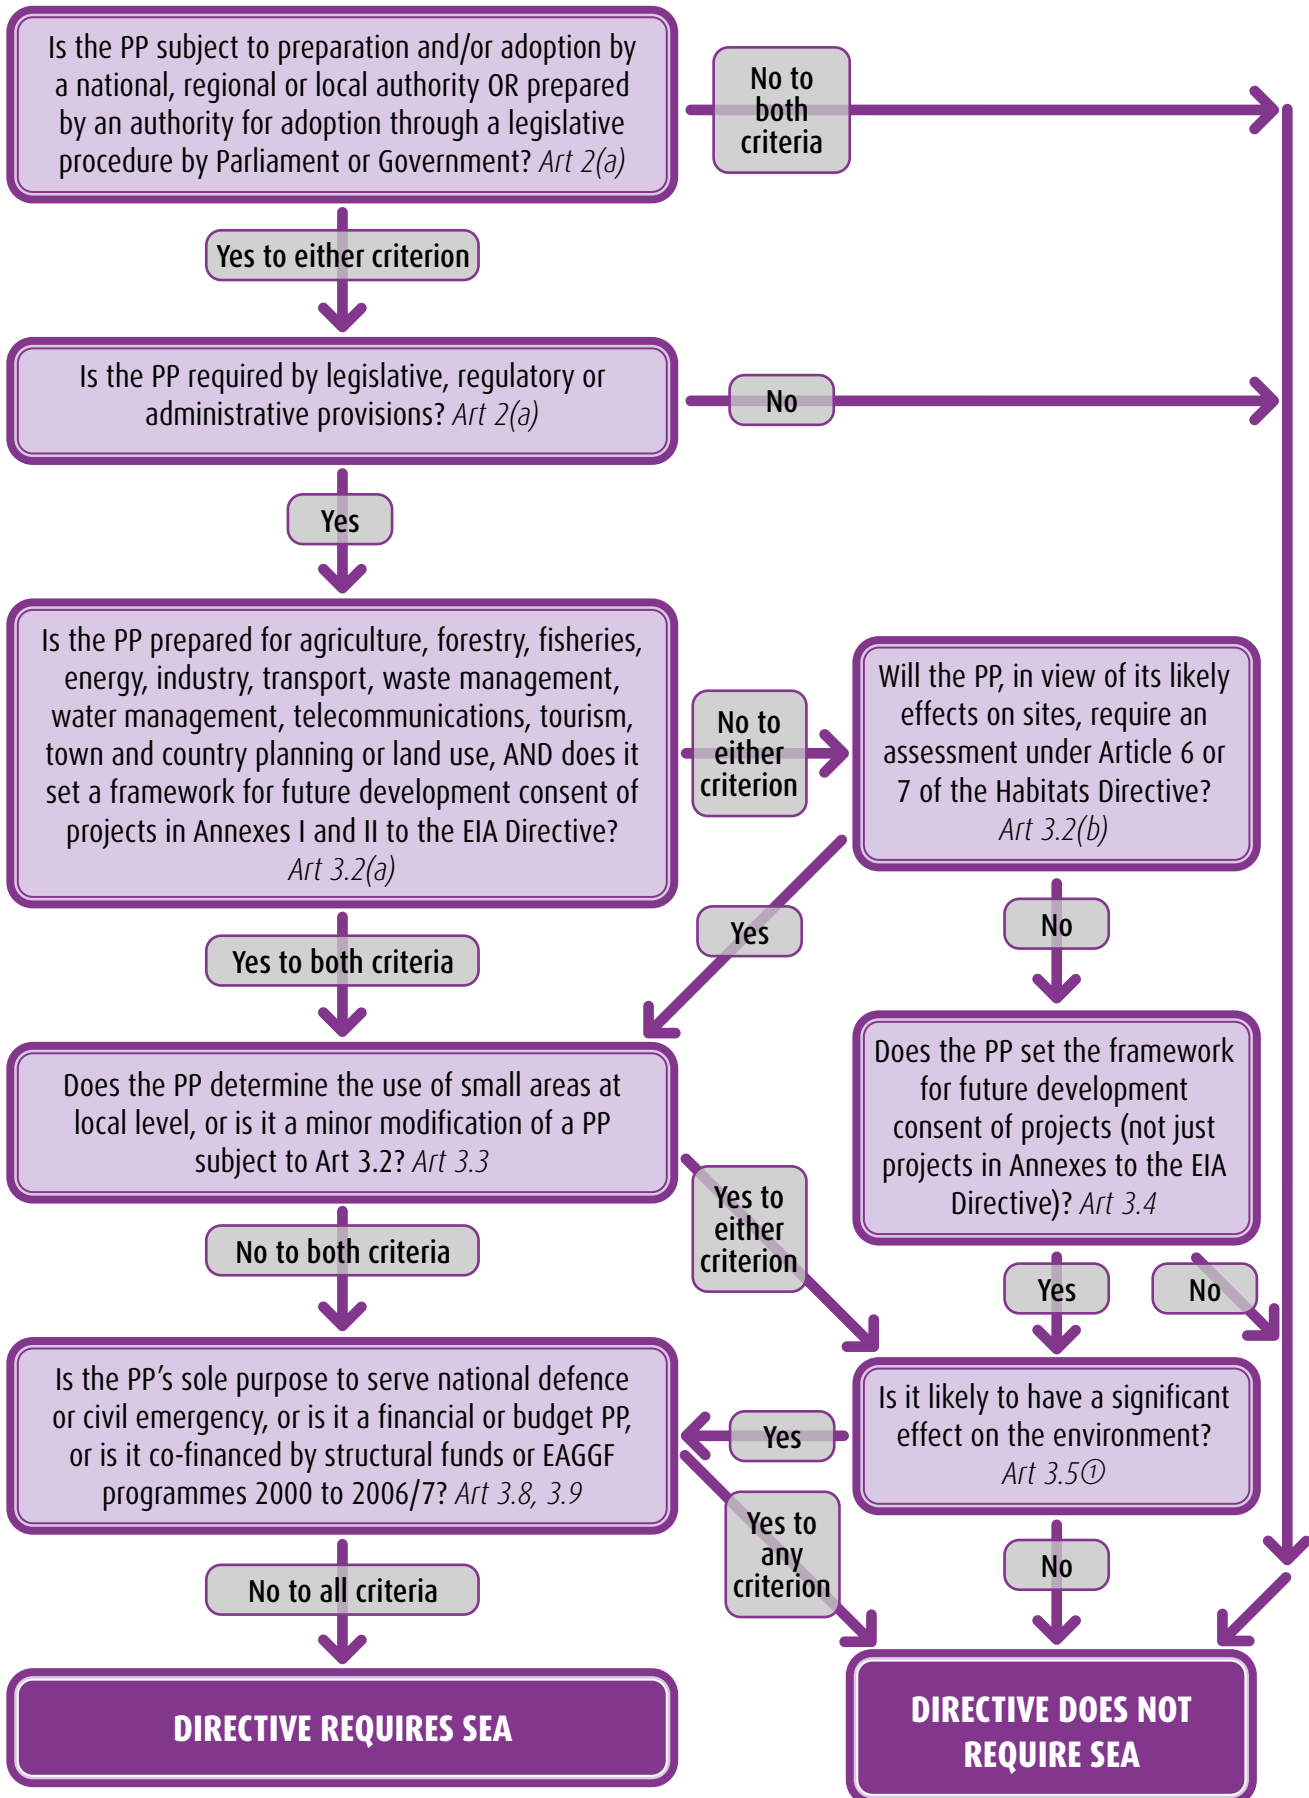 Is the PP subject to preparation and/or adoption by
a national, regional or local authority OR prepared
by an authority for adoption through a legislative
procedure by Parliament or Government? Art 2(a)
No to
both
criteria
Yes to either criterion
Is the PP required by legislative, regulatory or
administrative provisions? Art 2(a)
No
Yes
Is the PP prepared for agriculture, forestry, fisheries,
energy, industry, transport, waste management,
water management, telecommunications, tourism,
town and country planning or land use, AND does it
set a framework for future development consent of
projects in Annexes I and II to the EIA Directive?
Art 3.2(a)
No to
either
criterion
Will the PP, in view of its likely
effects on sites, require an
assessment under Article 6 or
7 of the Habitats Directive?
Art 3.2(b)
Yes to both criteria
Yes
No
Does the PP determine the use of small areas at
local level, or is it a minor modification of a PP
subject to Art 3.2? Art 3.3
Does the PP set the framework
for future development
consent of projects (not just
projects in Annexes to the EIA
Directive)? Art 3.4
No to both criteria
Yes to
either
criterion
Yes
No
Is the PP’s sole purpose to serve national defence
or civil emergency, or is it a financial or budget PP,
or is it co-financed by structural funds or EAGGF
programmes 2000 to 2006/7? Art 3.8, 3.9
Yes
Is it likely to have a significant
effect on the environment?
Art 3.5①
No to all criteria
Yes to
any
criterion
No
DIRECTIVE REQUIRES SEA
DIRECTIVE DOES NOT
REQUIRE SEA